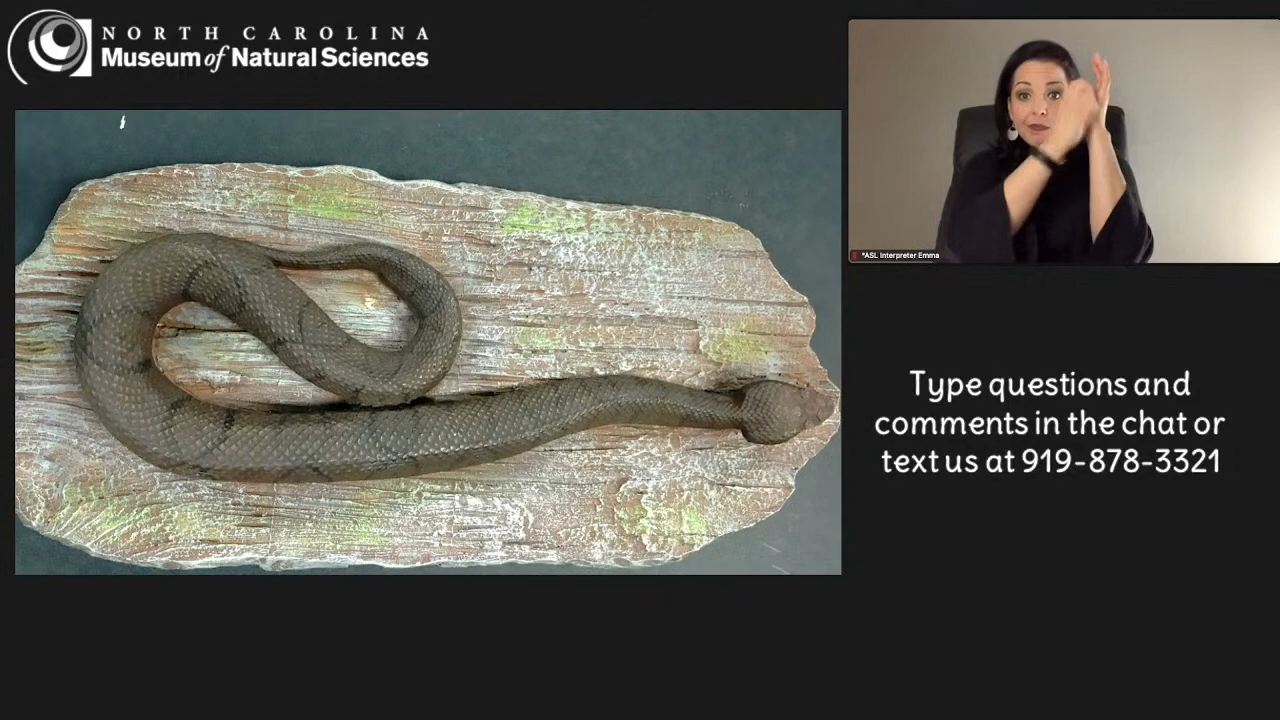 NORTH CAROLINA
Museum of Natural Sciences
*ASL Interpreter Emma
Type questions and
comments in the chat or
text us at 919-878-3321